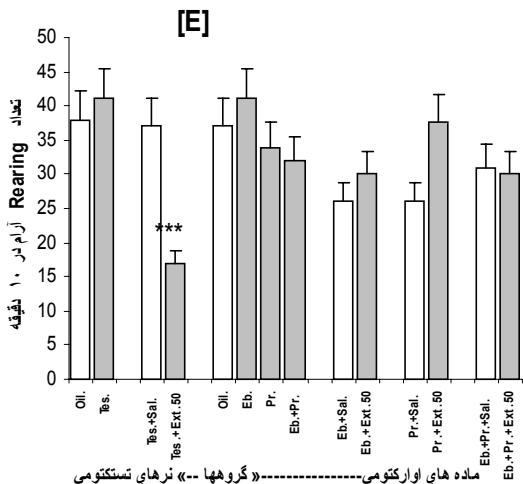 [E]
تعداد Rearing آرام در ۱۰ دقیقه
50
45
40
35
30
25
20
15
10
5
0
***
Oil.
Tes.
Tes.+Sal.
Tes.+Ext.50
Oil.
Eb.
Pr.
Eb.+Pr.
Eb.+Sal.
Eb.+Ext.50
Pr.+Sal.
Pr.+Ext.50
Eb.+Pr.+Sal.
Eb.+Pr.+Ext.50
ماده های اوارکتومی----------------« گروهها --» نرهای تستکتومی